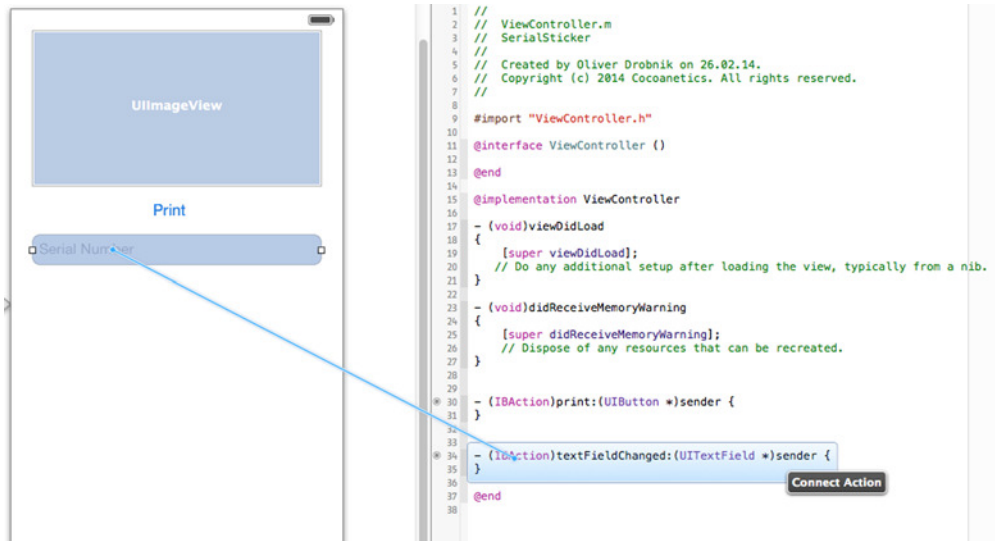 UIImageView
Print
Serial Number
1 //
2 // ViewController.m
3 // SerialSticker
4 //
5 // Created by Oliver Drobnik on 26.02.14.
6 // Copyright (c) 2014 Cocoanetics. All rights reserved.
7 //
8
9 #import "ViewController.h"
10
11 @interface ViewController ()
12
13 @end
14
15 @implementation ViewController
16
17 - (void)viewDidLoad
18 {
19 [super viewDidLoad];
20 // Do any additional setup after loading the view, typically from a nib.
21 }
22
23 - (void)didReceiveMemoryWarning
24 {
25 [super didReceiveMemoryWarning];
26 // Dispose of any resources that can be recreated.
27 }
28
29
30 - (IBAction)print:(UIButton *)sender {
31 }
32
33
34 - (IBAction)textFieldChanged:(UITextField *)sender {
35 }
Connect Action
36
37 @end
38